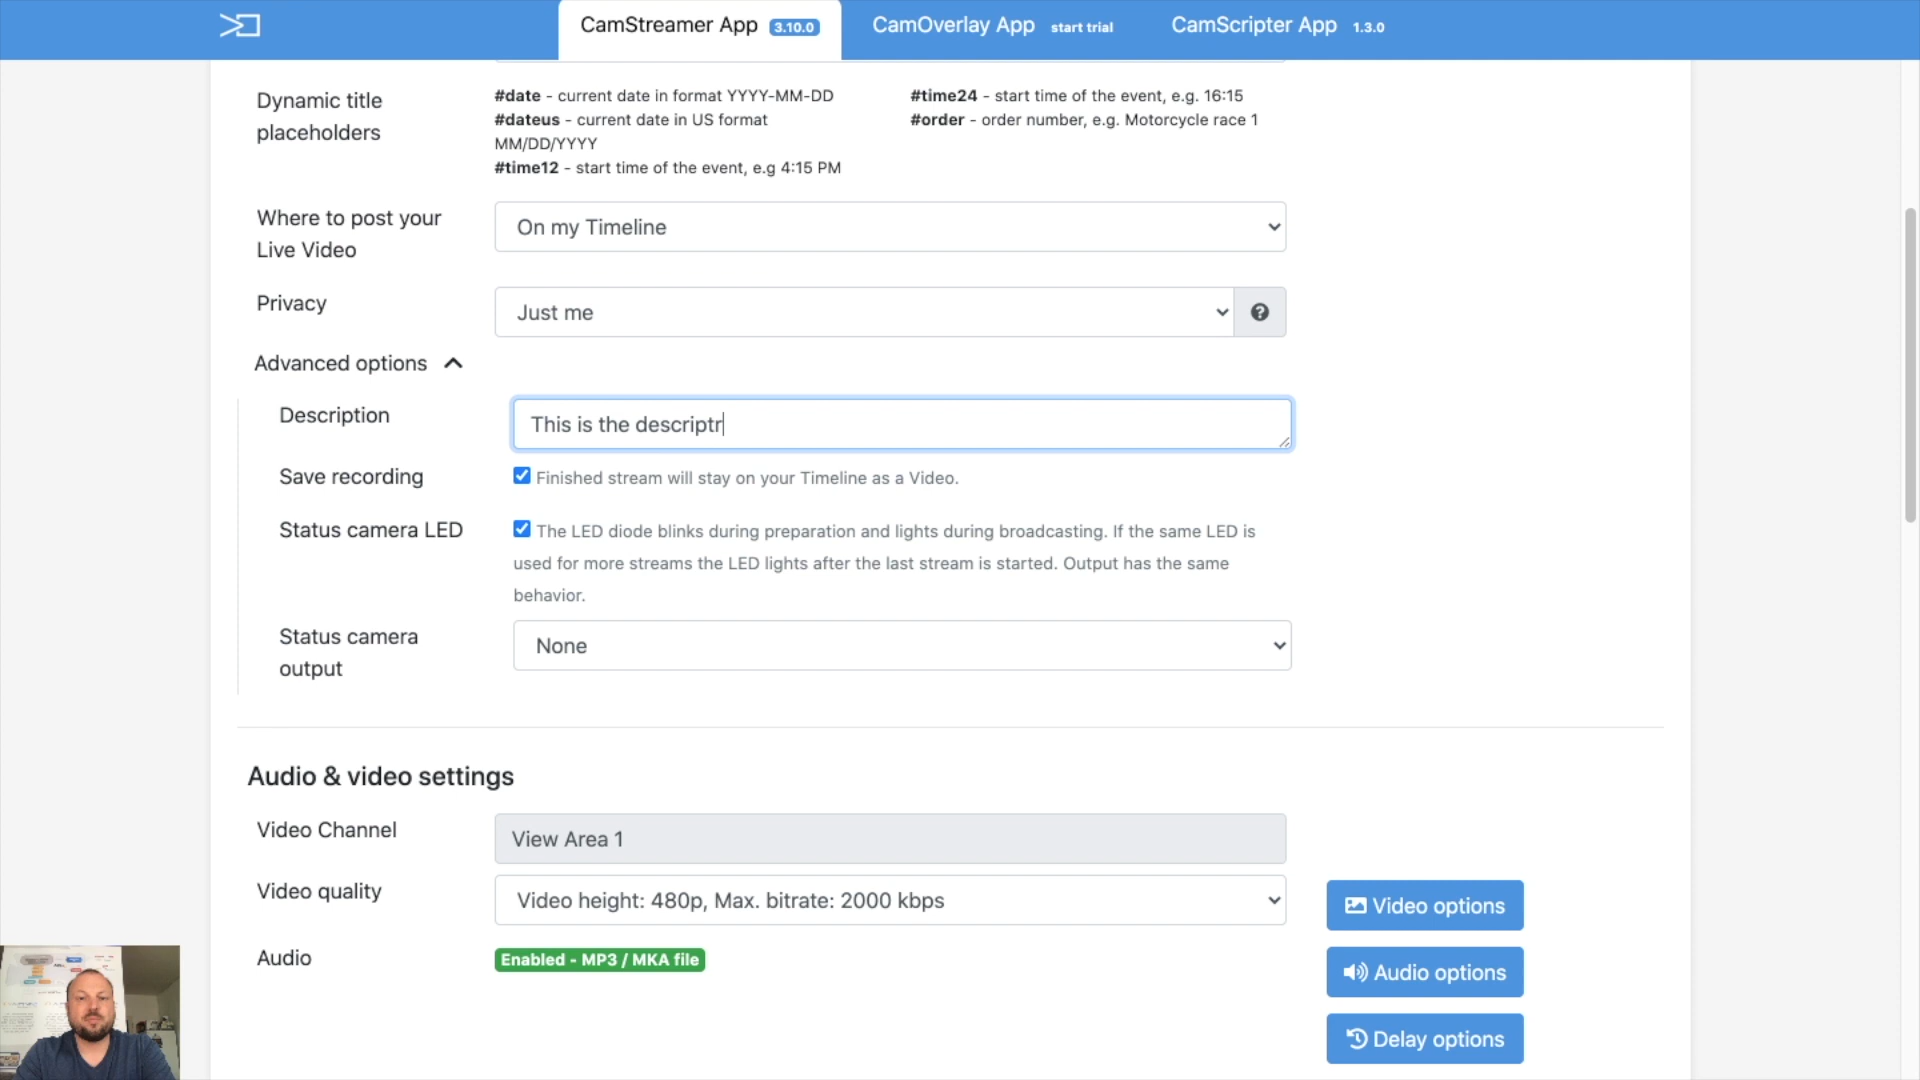 CamStreamer App 3.10.0
CamOverlay App start trial
CamScripter App 1.3.0
Dynamic title
placeholders
#date - current date in format YYYY-MM-DD
#dateus - current date in US format
MM/DD/YYYY
#time12 - start time of the event, e.g 4:15 PM
#time24 - start time of the event, e.g. 16:15
#order - order number, e.g. Motorcycle race 1
Where to post your
Live Video
On my Timeline
Privacy
Just me
Advanced options
Description
This is the descriptr
Save recording
Finished stream will stay on your Timeline as a Video.
Status camera LED
The LED diode blinks during preparation and lights during broadcasting. If the same LED is
used for more streams the LED lights after the last stream is started. Output has the same
behavior.
Status camera
output
None
Audio & video settings
Video Channel
View Area 1
Video quality
Video height: 480p, Max. bitrate: 2000 kbps
Video options
Audio
Enabled - MP3 / MKA file
Audio options
Delay options